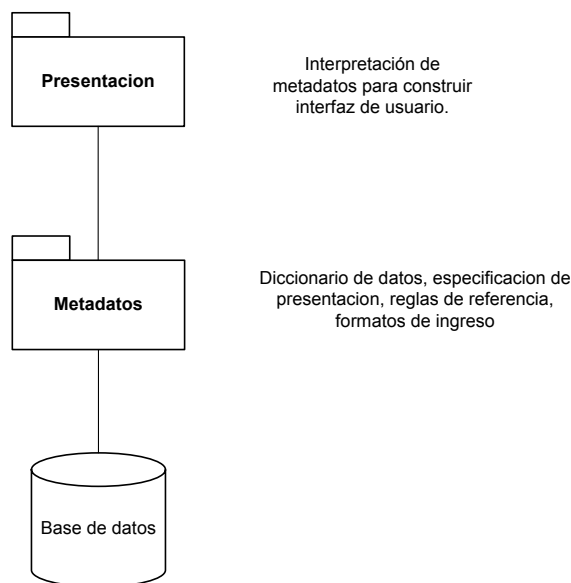 Presentacion
Interpretación de
metadatos para construir
interfaz de usuario.
Metadatos
Diccionario de datos, especificacion de
presentacion, reglas de referencia,
formatos de ingreso
Base de datos